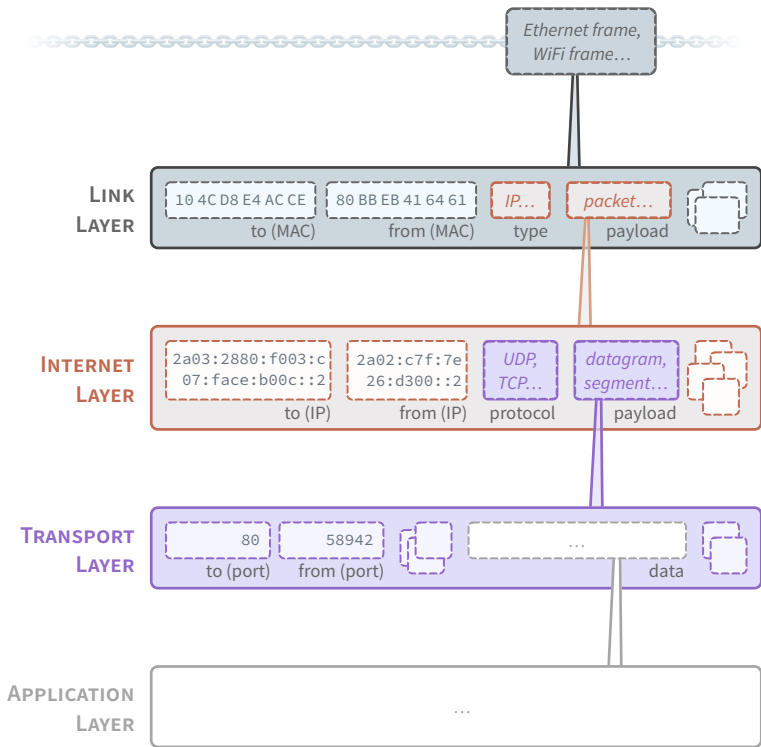 Ethernet frame,
WiFi frame…
Link
Layer
10 4C D8 E4 AC CE
to (MAC)
80 BB EB 41 64 61
from (MAC)
IP…
type
packet…
payload
Internet
Layer
2a03:2880:f003:c
07:face:b00c::2
to (IP)
2a02:c7f:7e
26:d300::2
from (IP)
UDP,
TCP…
protocol
datagram,
segment…
payload
Transport
Layer
80
to (port)
58942
from (port)
…
data
Application
Layer
…